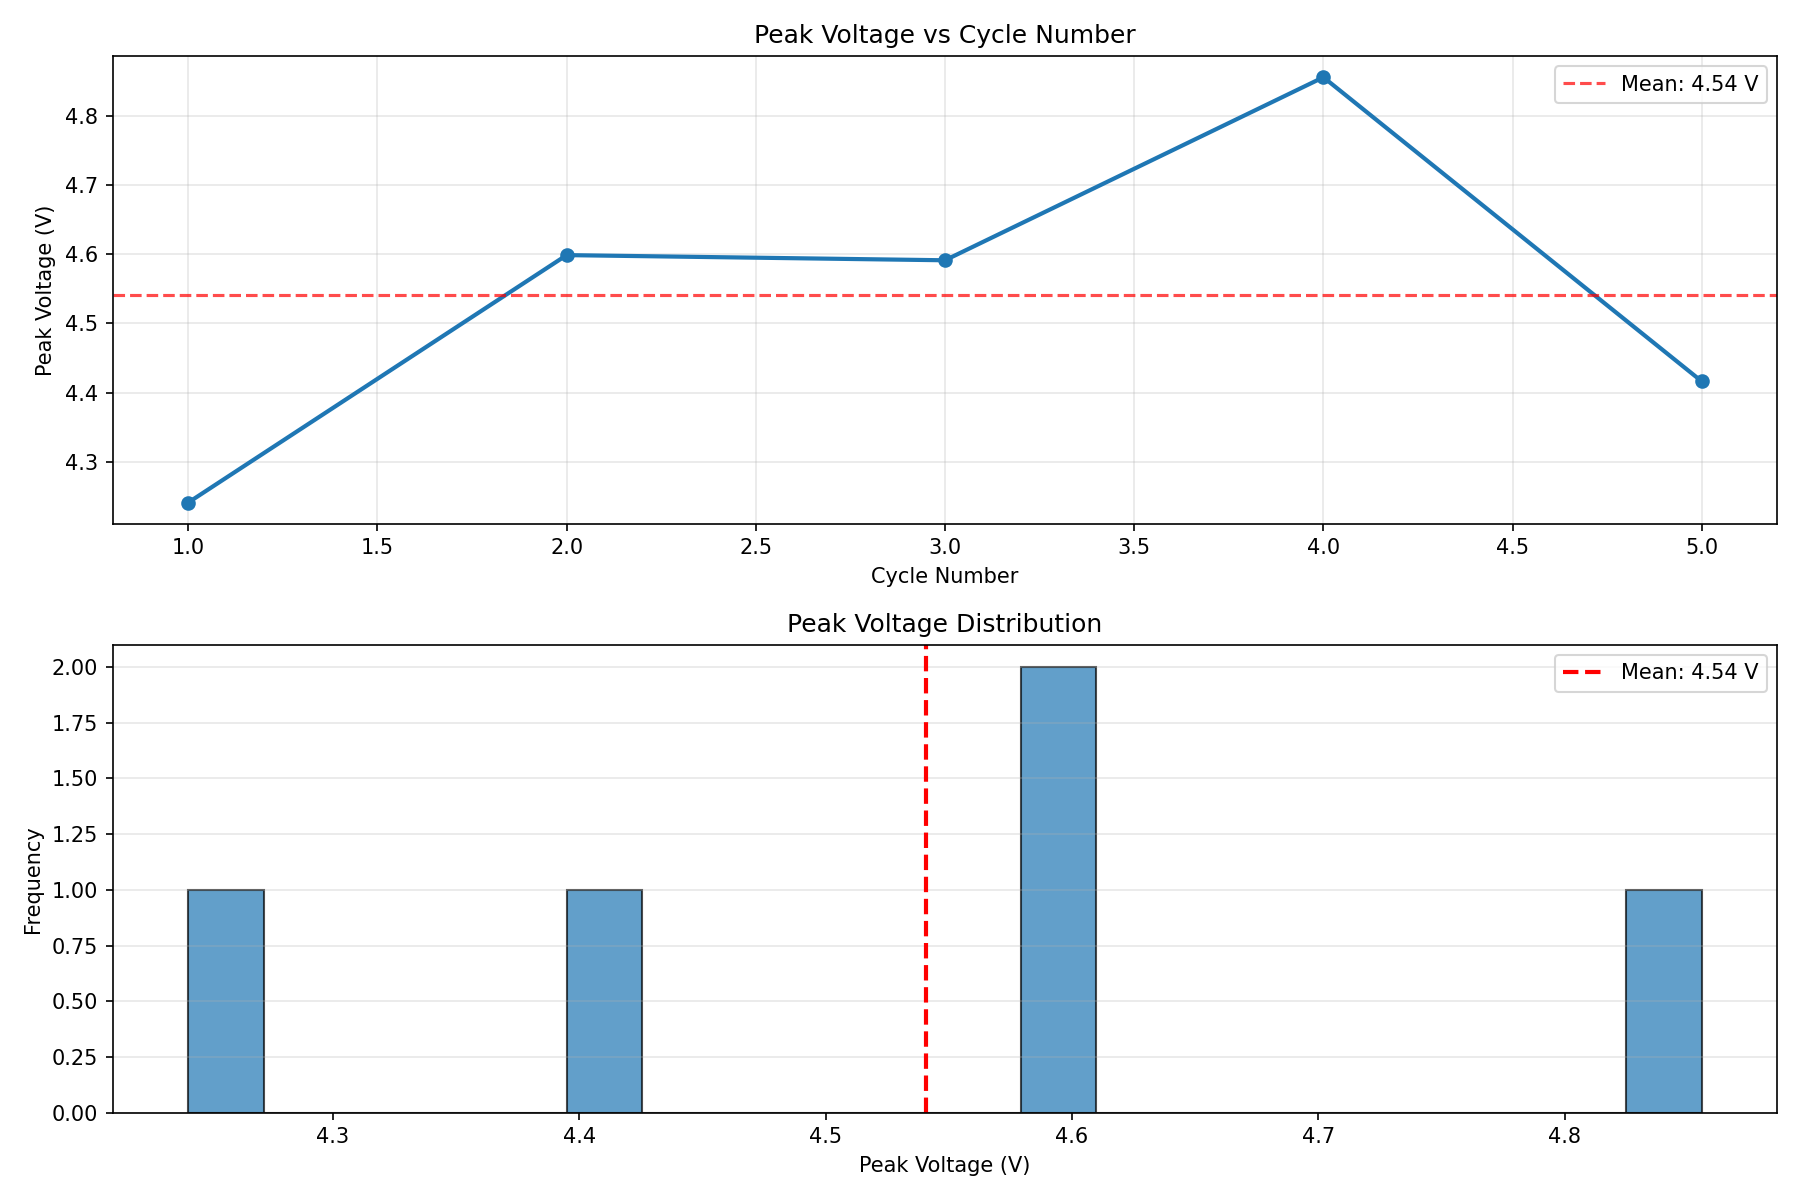 Peak Voltage vs Cycle Number
Mean: 4.54 V
4.8
4.7
4.6
4.5
4.4
4.3
Peak Voltage (V)
1.0 1.5 2.0 2.5 3.0 3.5 4.0 4.5 5.0
Cycle Number
Peak Voltage Distribution
Mean: 4.54 V
2.00
1.75
1.50
1.25
1.00
0.75
0.50
0.25
0.00
Frequency
4.3 4.4 4.5 4.6 4.7 4.8
Peak Voltage (V)